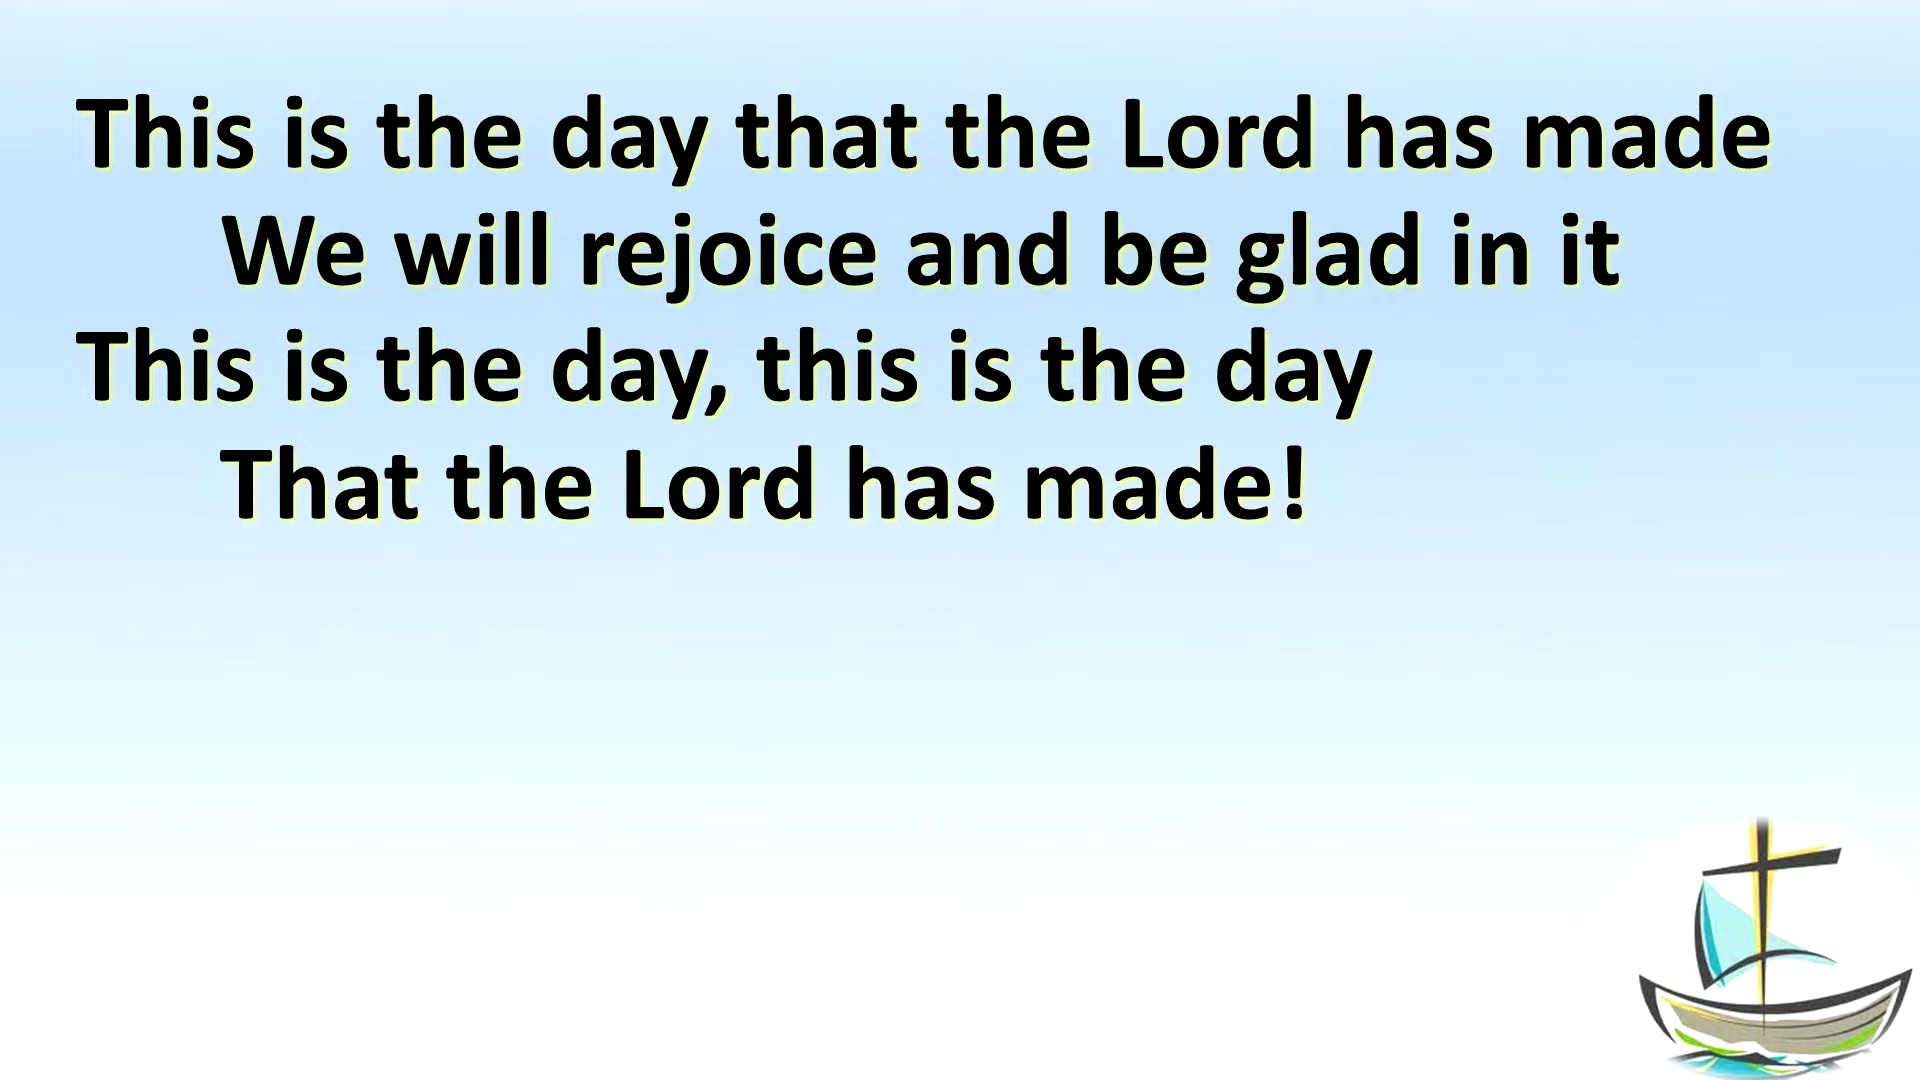 This is the day that the Lord has made
We will rejoice and be glad in it
This is the day, this is the day
That the Lord has made!